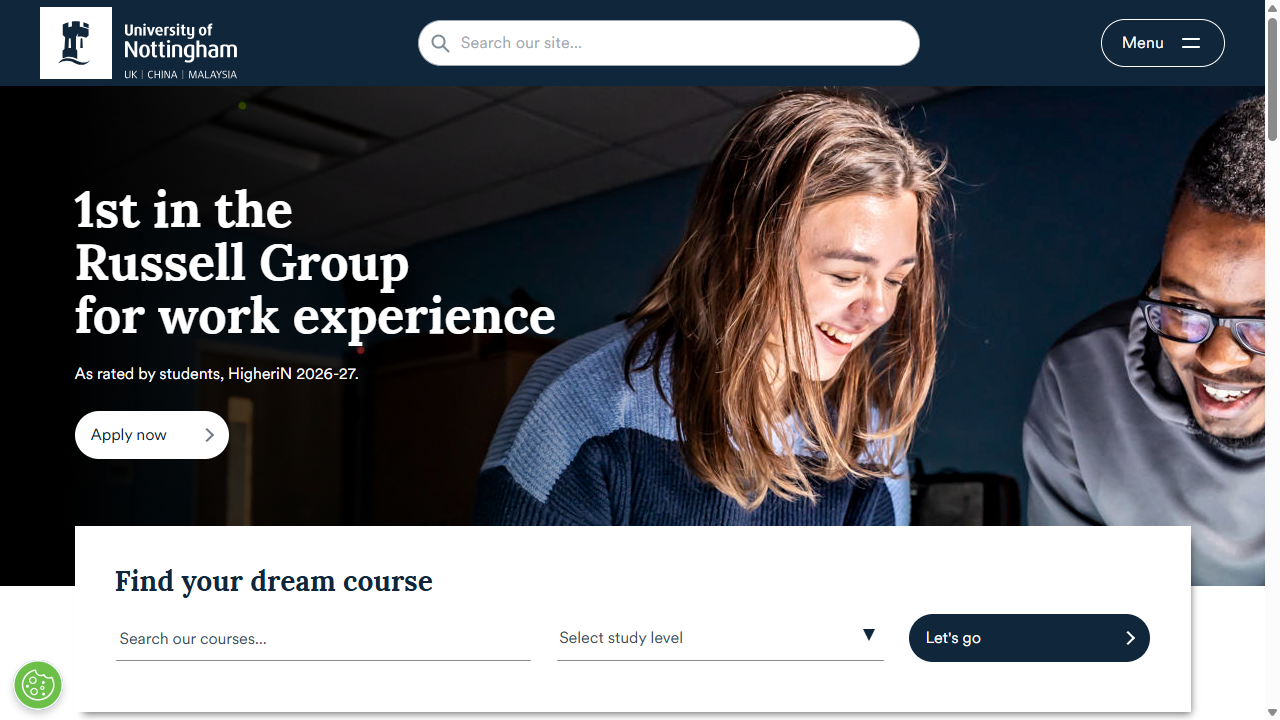 University of
Nottingham
UK | CHINA | MALAYSIA
Search our site...
Menu
1st in the
Russell Group
for work experience
As rated by students, HigheriN 2026-27.
Apply now
Find your dream course
Search our courses...
Select study level
Let's go